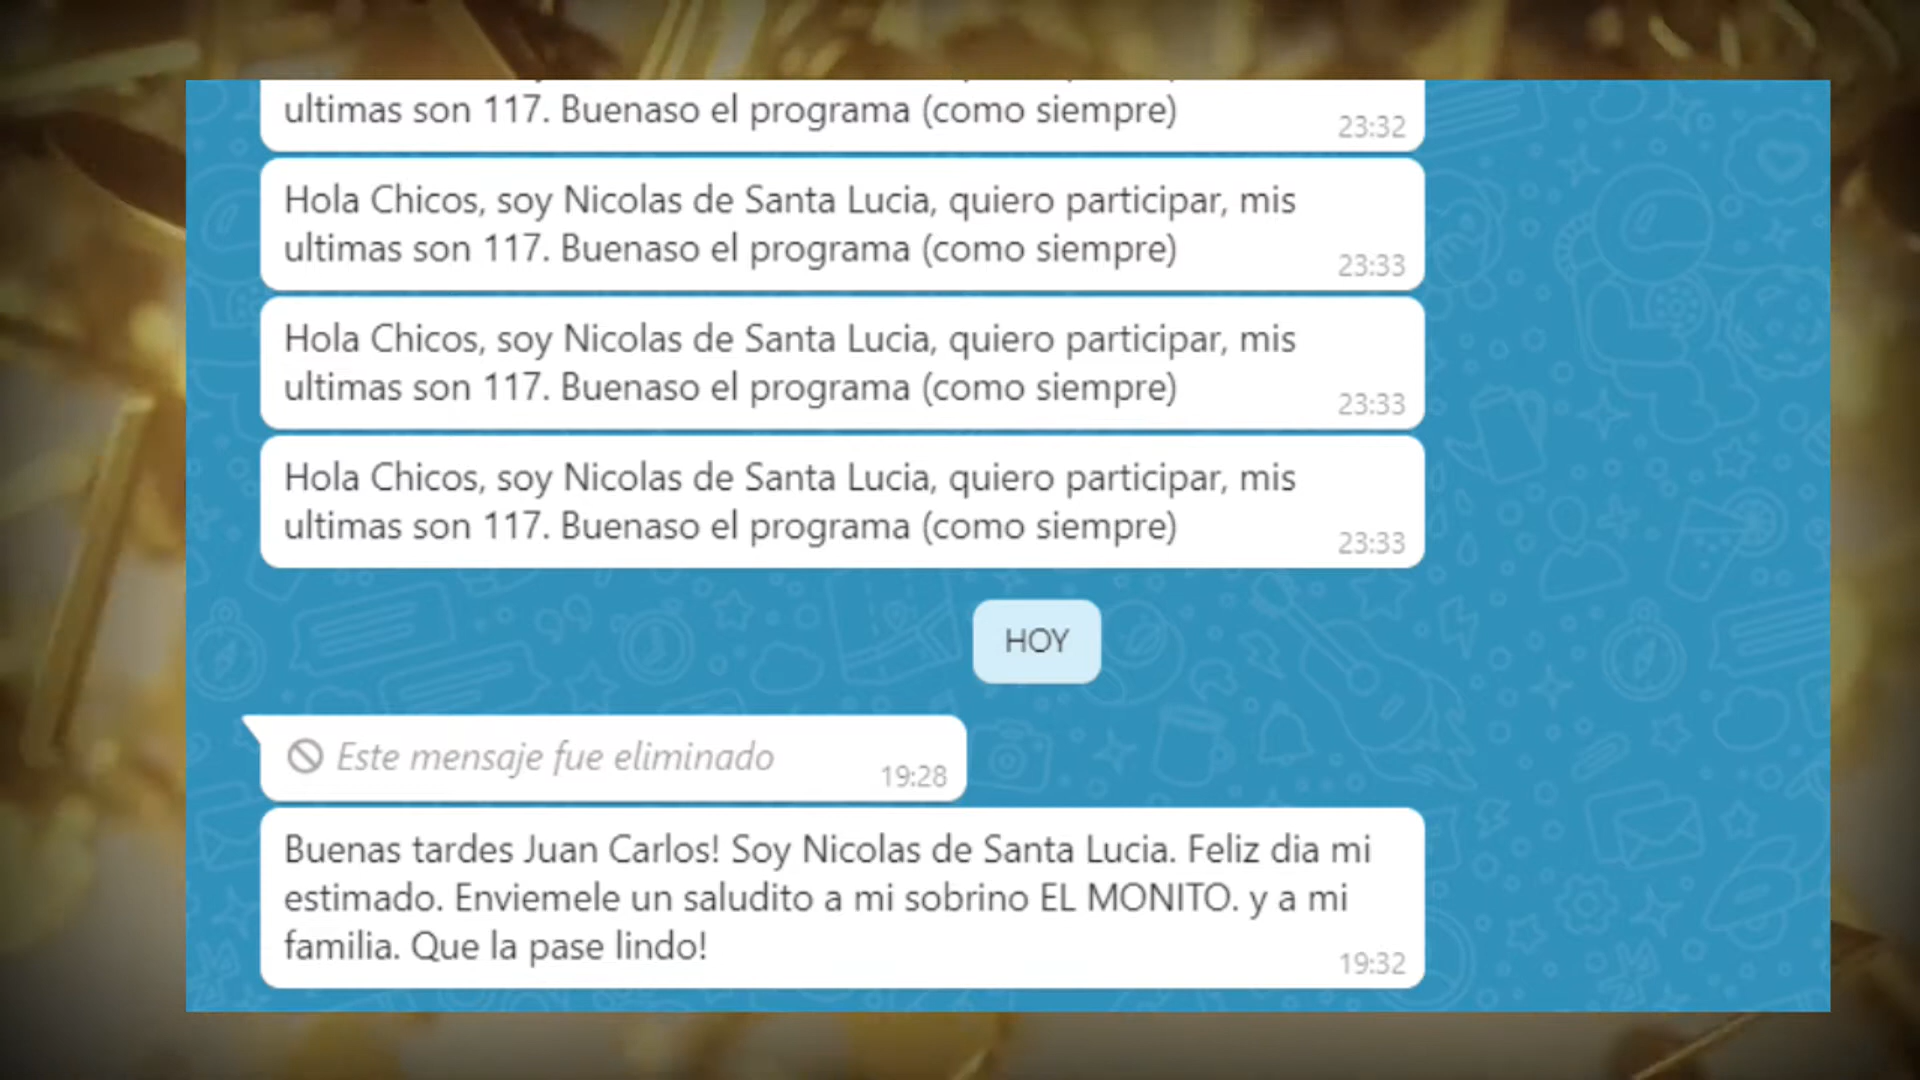 ultimas son 117. Buenaso el programa (como siempre)
23:32
Hola Chicos, soy Nicolas de Santa Lucia, quiero participar, mis
ultimas son 117. Buenaso el programa (como siempre)
23:33
Hola Chicos, soy Nicolas de Santa Lucia, quiero participar, mis
ultimas son 117. Buenaso el programa (como siempre)
23:33
Hola Chicos, soy Nicolas de Santa Lucia, quiero participar, mis
ultimas son 117. Buenaso el programa (como siempre)
23:33
HOY
Este mensaje fue eliminado
19:28
Buenas tardes Juan Carlos! Soy Nicolas de Santa Lucia. Feliz dia mi
estimado. Enviemele un saludito a mi sobrino EL MONITO. y a mi
familia. Que la pase lindo!
19:32